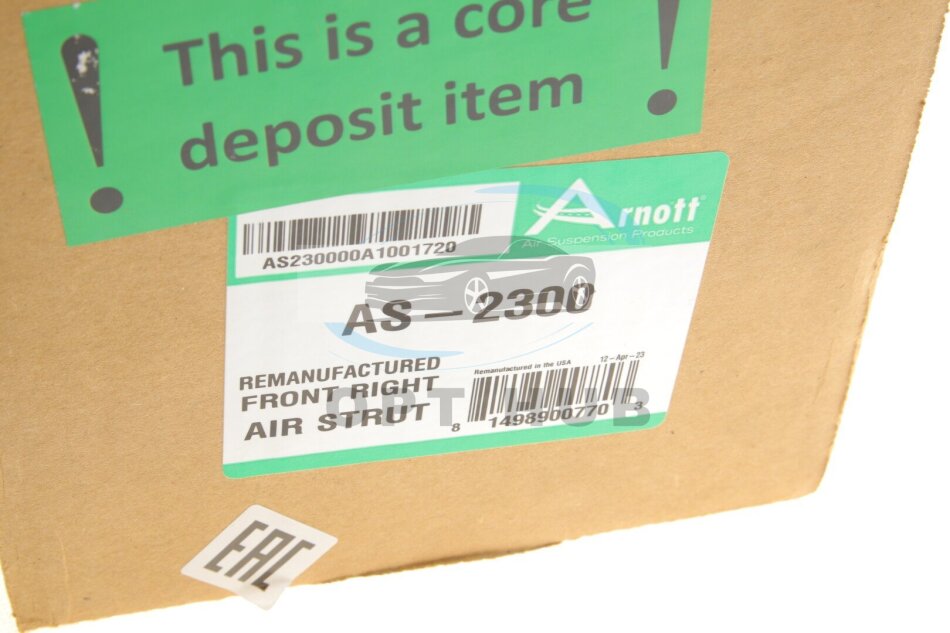 This is a core
deposit item
Arnott®
Air Suspension Products
AS230000A1001720
AS-2300
REMANUFACTURED
FRONT RIGHT
AIR STRUT
Remanufactured in the USA
12-Apr-23
8 1498900770 3
OPT HUB
EAC